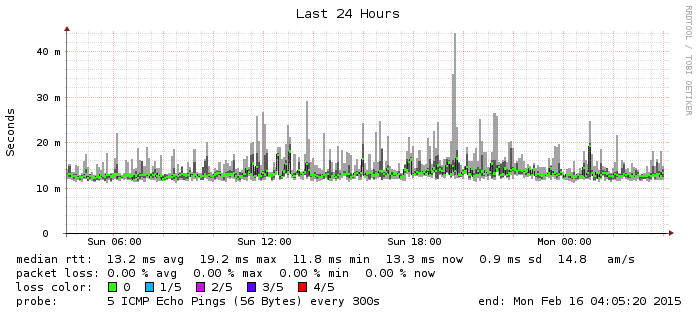 Last 24 Hours
RRDTOOL / TOBI OETIKER
Seconds
40 m
30 m
20 m
10 m
0
Sun 06:00 Sun 12:00 Sun 18:00 Mon 00:00
median rtt: 13.2 ms avg 19.2 ms max 11.8 ms min 13.3 ms now 0.9 ms sd 14.8 am/s
packet loss: 0.00 % avg 0.00 % max 0.00 % min 0.00 % now
loss color: 0 1/5 2/5 3/5 4/5
probe: 5 ICMP Echo Pings (56 Bytes) every 300s end: Mon Feb 16 04:05:20 2015